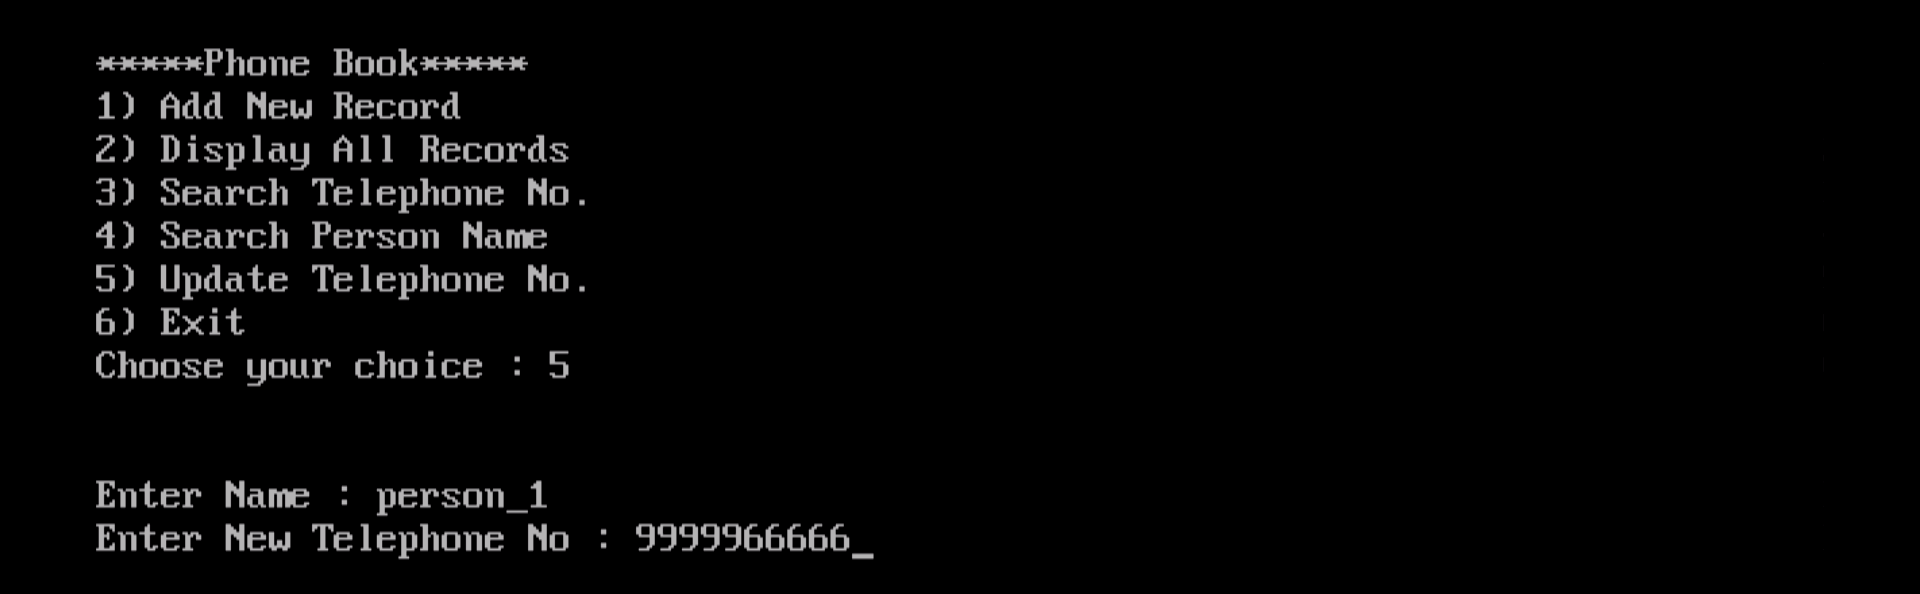 *****Phone Book*****
1) Add New Record
2) Display All Records
3) Search Telephone No.
4) Search Person Name
5) Update Telephone No.
6) Exit
Choose your choice : 5
Enter Name : person_1
Enter New Telephone No : 9999966666_